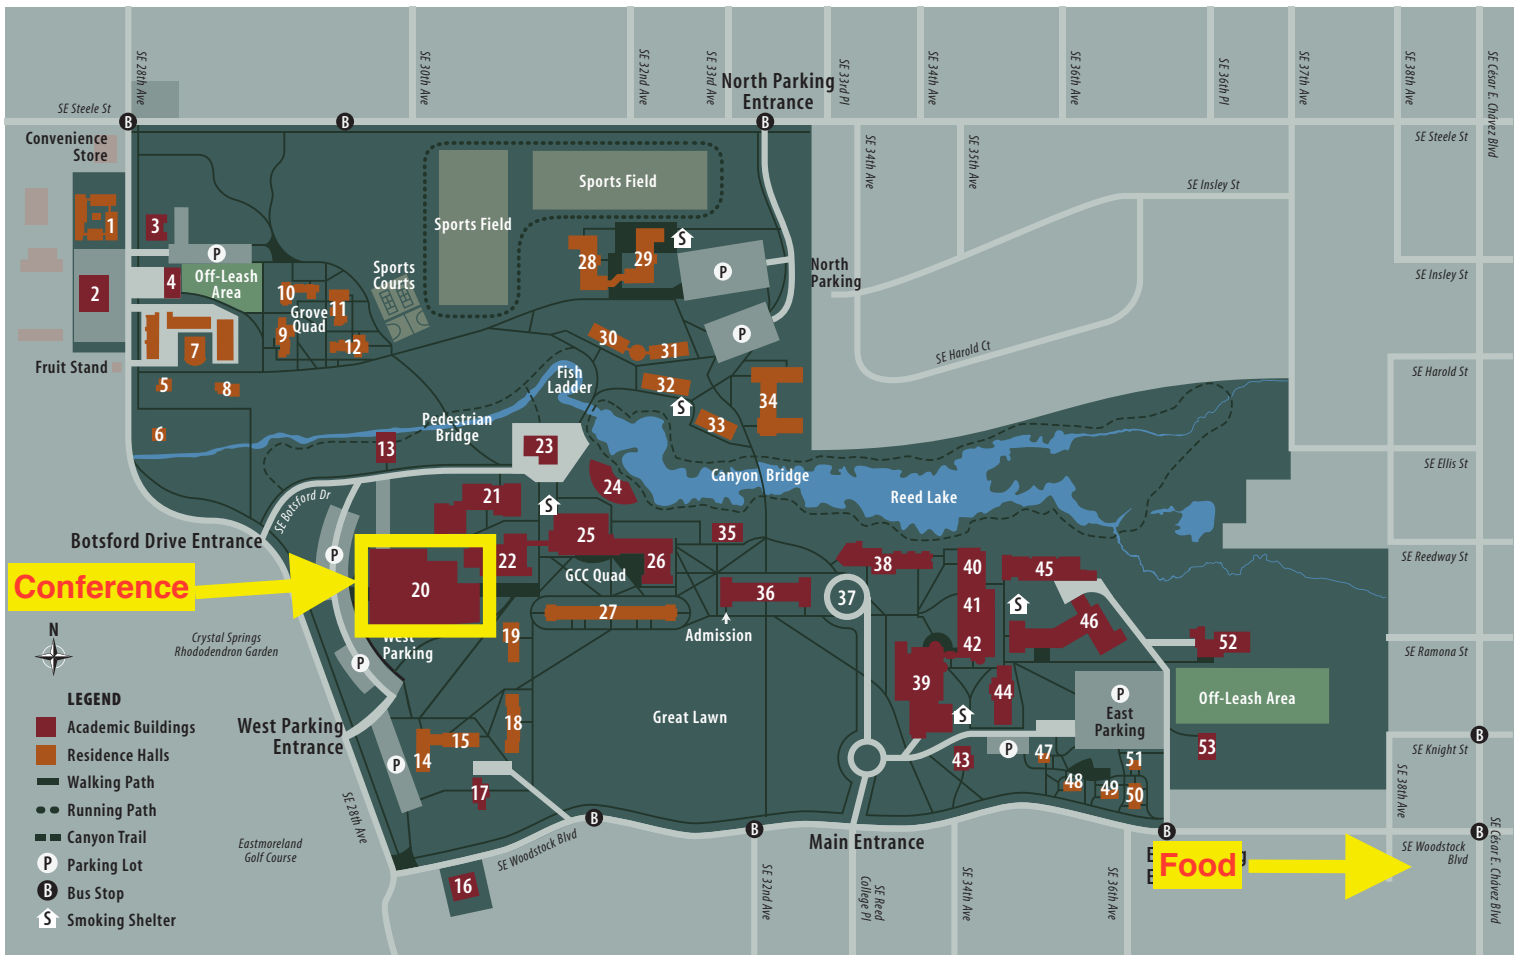 SE 28th Ave
SE 30th Ave
SE 32nd Ave
SE 33rd Ave
SE 33rd Pl
SE 34th Ave
SE 36th Ave
SE 36th Pl
SE 37th Ave
SE 38th Ave
SE César E. Chávez Blvd
North Parking
Entrance
SE Steele St
B
B
B
Convenience
Store
SE Steele St
SE 34th Ave
SE 35th Ave
Sports Field
Sports Field
SE Insley St
1
3
S
28
29
P
P
North
Parking
SE Insley St
2
4
Off-Leash
Area
Sports
Courts
10
11
Grove
Quad
9
12
7
30
31
P
SE Harold Ct
Fruit Stand
5
8
Fish
Ladder
32
S
34
33
SE Harold St
6
Pedestrian
Bridge
13
23
24
Canyon Bridge
Reed Lake
SE Ellis St
SE Botsford Dr
21
S
25
35
Botsford Drive Entrance
P
22
26
GCC Quad
38
40
45
SE Reedway St
Conference
20
27
36
37
41
S
46
Admission
19
42
52
N
Crystal Springs
Rhododendron Garden
West
Parking
P
SE Ramona St
39
44
P
East
Parking
Off-Leash Area
LEGEND
Academic Buildings
Residence Halls
Walking Path
Running Path
Canyon Trail
P
Parking Lot
B
Bus Stop
S
Smoking Shelter
West Parking
Entrance
18
Great Lawn
S
14
15
P
17
43
P
47
51
53
48
49
50
B
SE Knight St
SE 28th Ave
SE 38th Ave
Eastmoreland
Golf Course
SE Woodstock Blvd
B
B
Main Entrance
B
B
16
SE 32nd Ave
SE Reed
College Pl
SE 34th Ave
SE 36th Ave
Food
SE Woodstock
Blvd
SE César E. Chávez Blvd